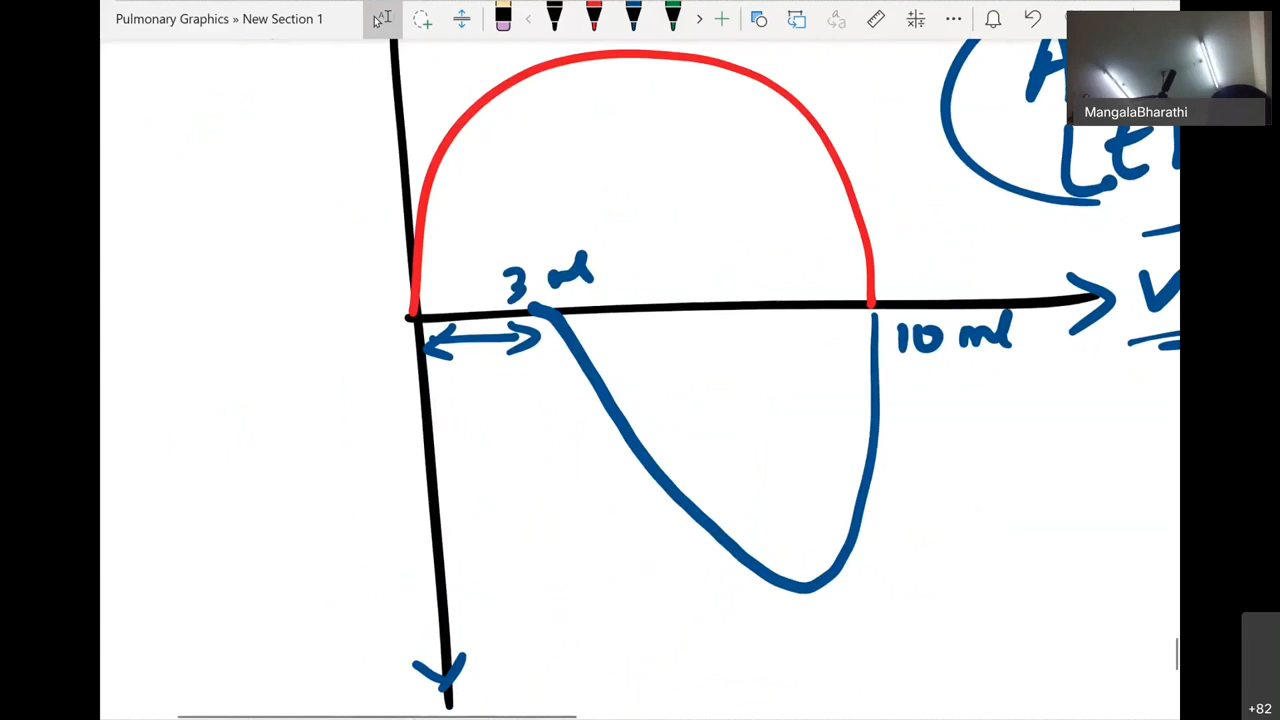 Pulmonary Graphics » New Section 1
MangalaBharathi
3 ml
10 ml
+82